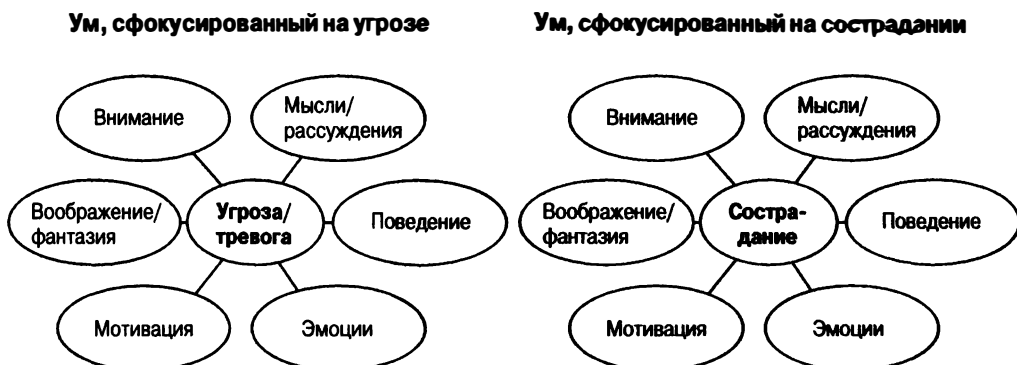 Ум, сфокусированный на угрозе
Внимание
Мысли/
рассуждения
Воображение/
фантазия
Угроза/
тревога
Поведение
Мотивация
Эмоции
Ум, сфокусированный на сострадании
Внимание
Мысли/
рассуждения
Воображение/
фантазия
Состра-
дание
Поведение
Мотивация
Эмоции